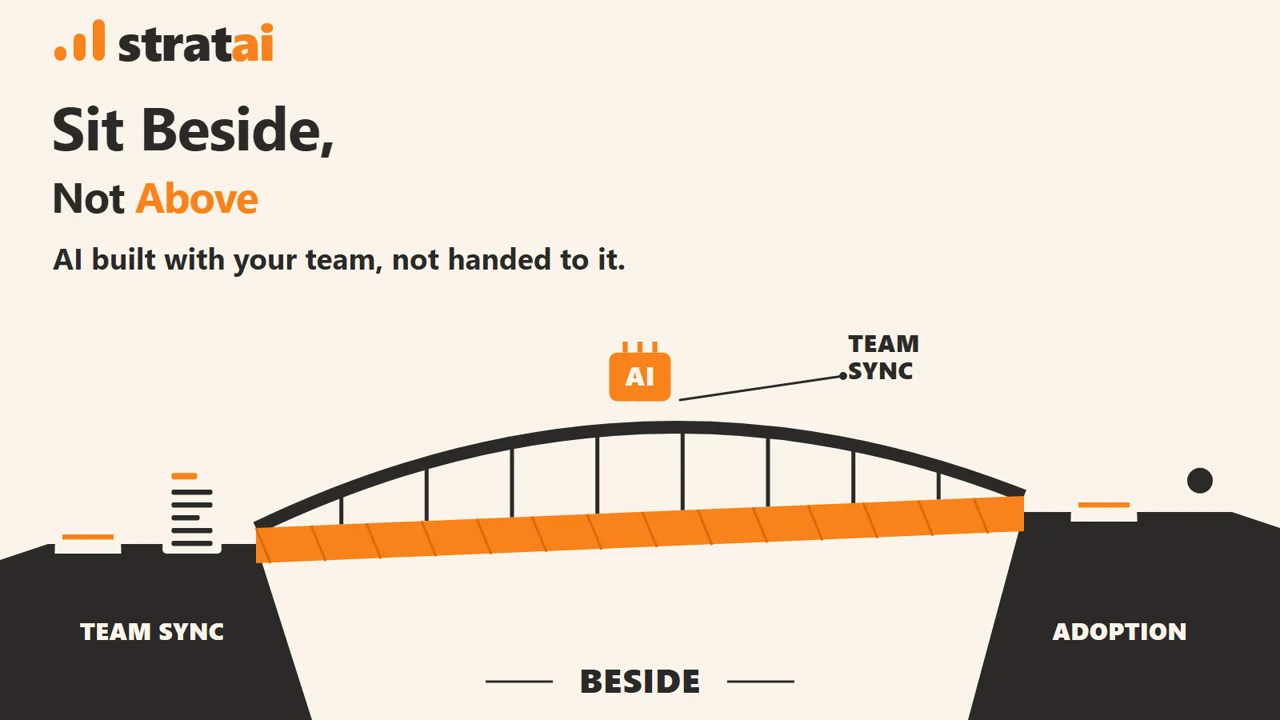 stratai
Sit Beside,
Not Above
AI built with your team, not handed to it.
AI
TEAM
SYNC
TEAM SYNC
ADOPTION
BESIDE